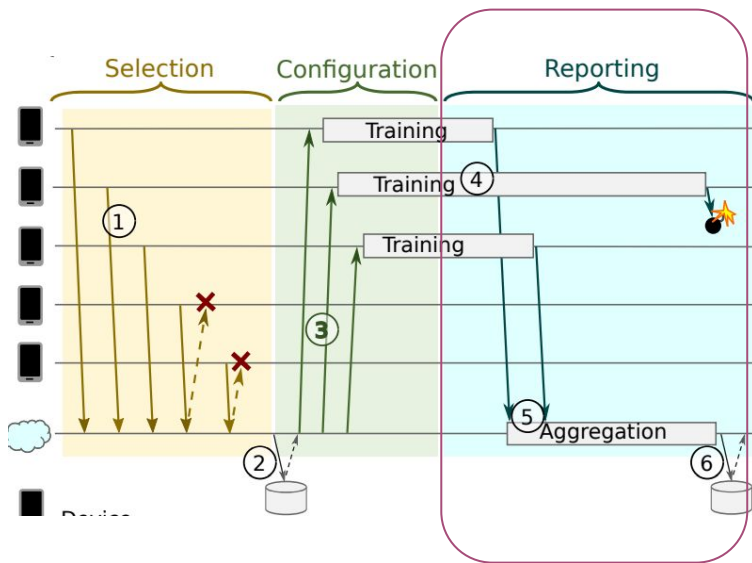 Selection
Configuration
Reporting
Training
Training
4
1
Training
3
5
Aggregation
2
6